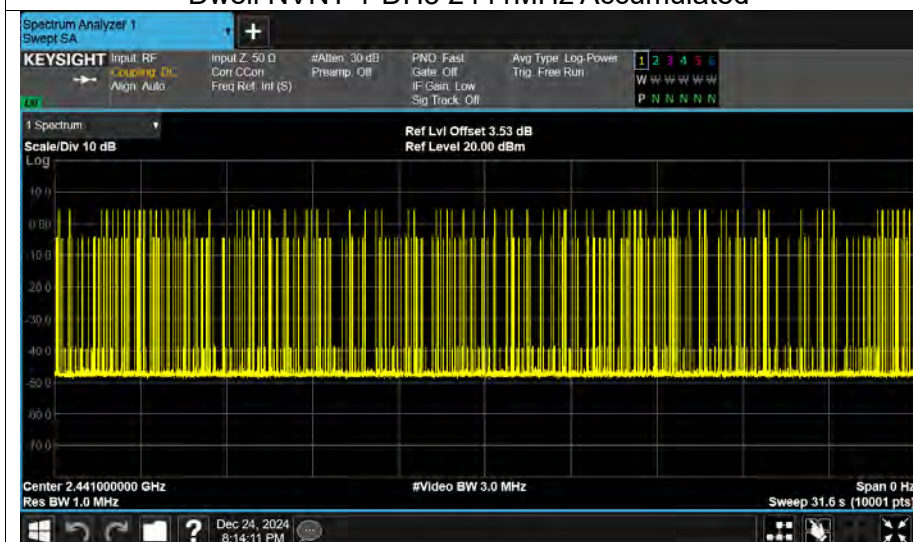 Dwell NVNT 1-DH3 2441MHz Accumulated
Spectrum Analyzer 1
Swept SA
+
KEYSIGHT Input: RF Input Z: 50 Ω #Atten: 30 dB PNO: Fast Avg Type: Log-Power 1 2 3 4 5 6
Coupling: DC Corr CCorr Preamp: Off Gate: Off Trig: Free Run W W W W W W
Align: Auto Freq Ref: Int (S) IF Gain: Low
Sig Track: Off P N N N N N
1 Spectrum
Ref Lvl Offset 3.53 dB
Scale/Div 10 dB Ref Level 20.00 dBm
Log
10.0
0.00
-10.0
-20.0
-30.0
-40.0
-50.0
-60.0
-70.0
Center 2.441000000 GHz #Video BW 3.0 MHz Span 0 Hz
Res BW 1.0 MHz Sweep 31.6 s (10001 pts)
? Dec 24, 2024
8:14:11 PM